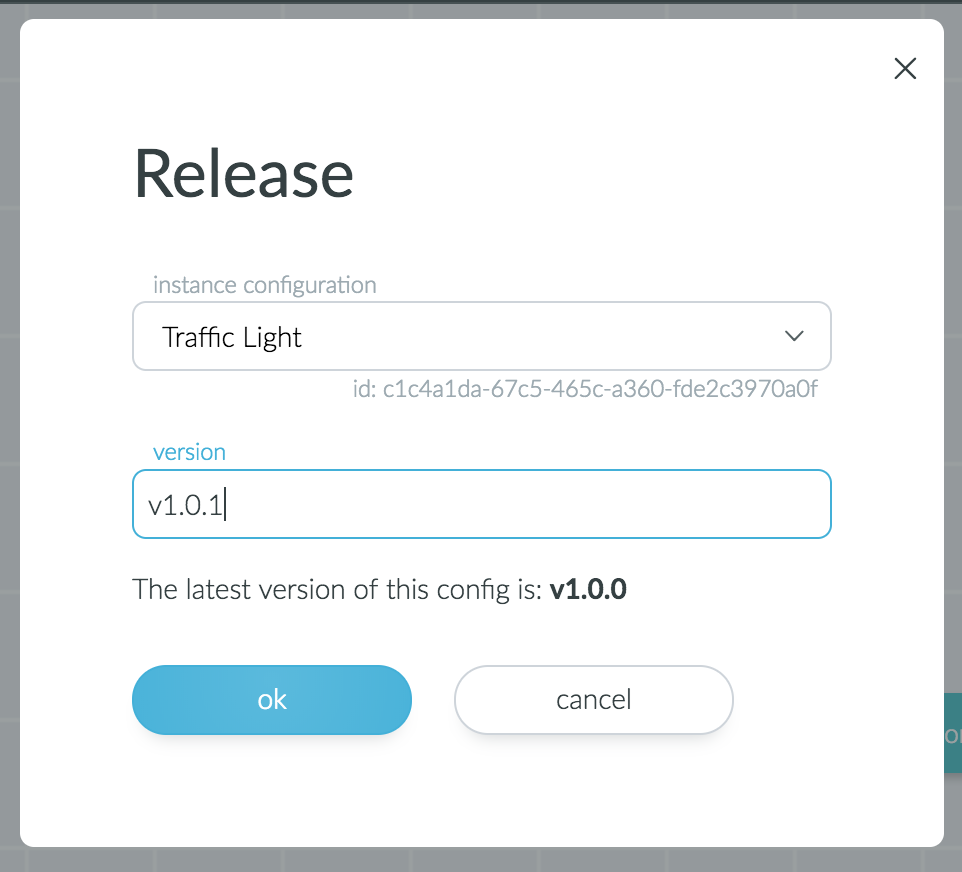 Release
instance configuration
Traffic Light
id: c1c4a1da-67c5-465c-a360-fde2c3970a0f
version
v1.0.1
The latest version of this config is: v1.0.0
ok
cancel